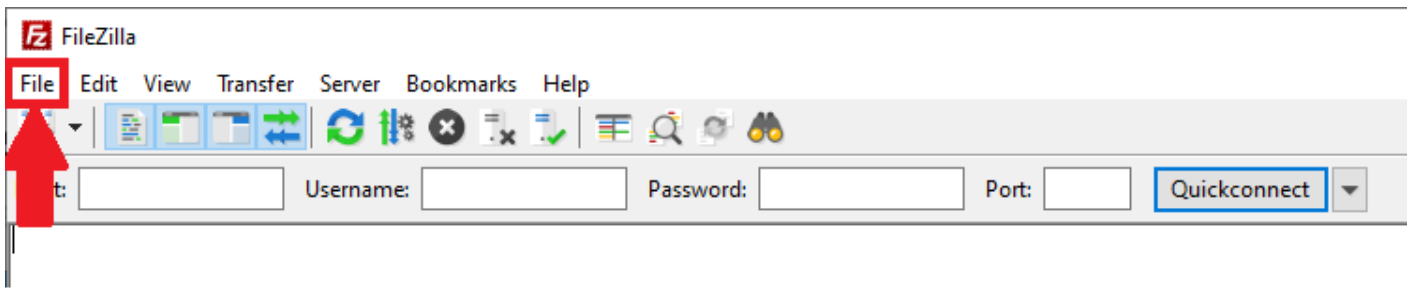 FileZilla
File Edit View Transfer Server Bookmarks Help
t: Username: Password: Port: Quickconnect